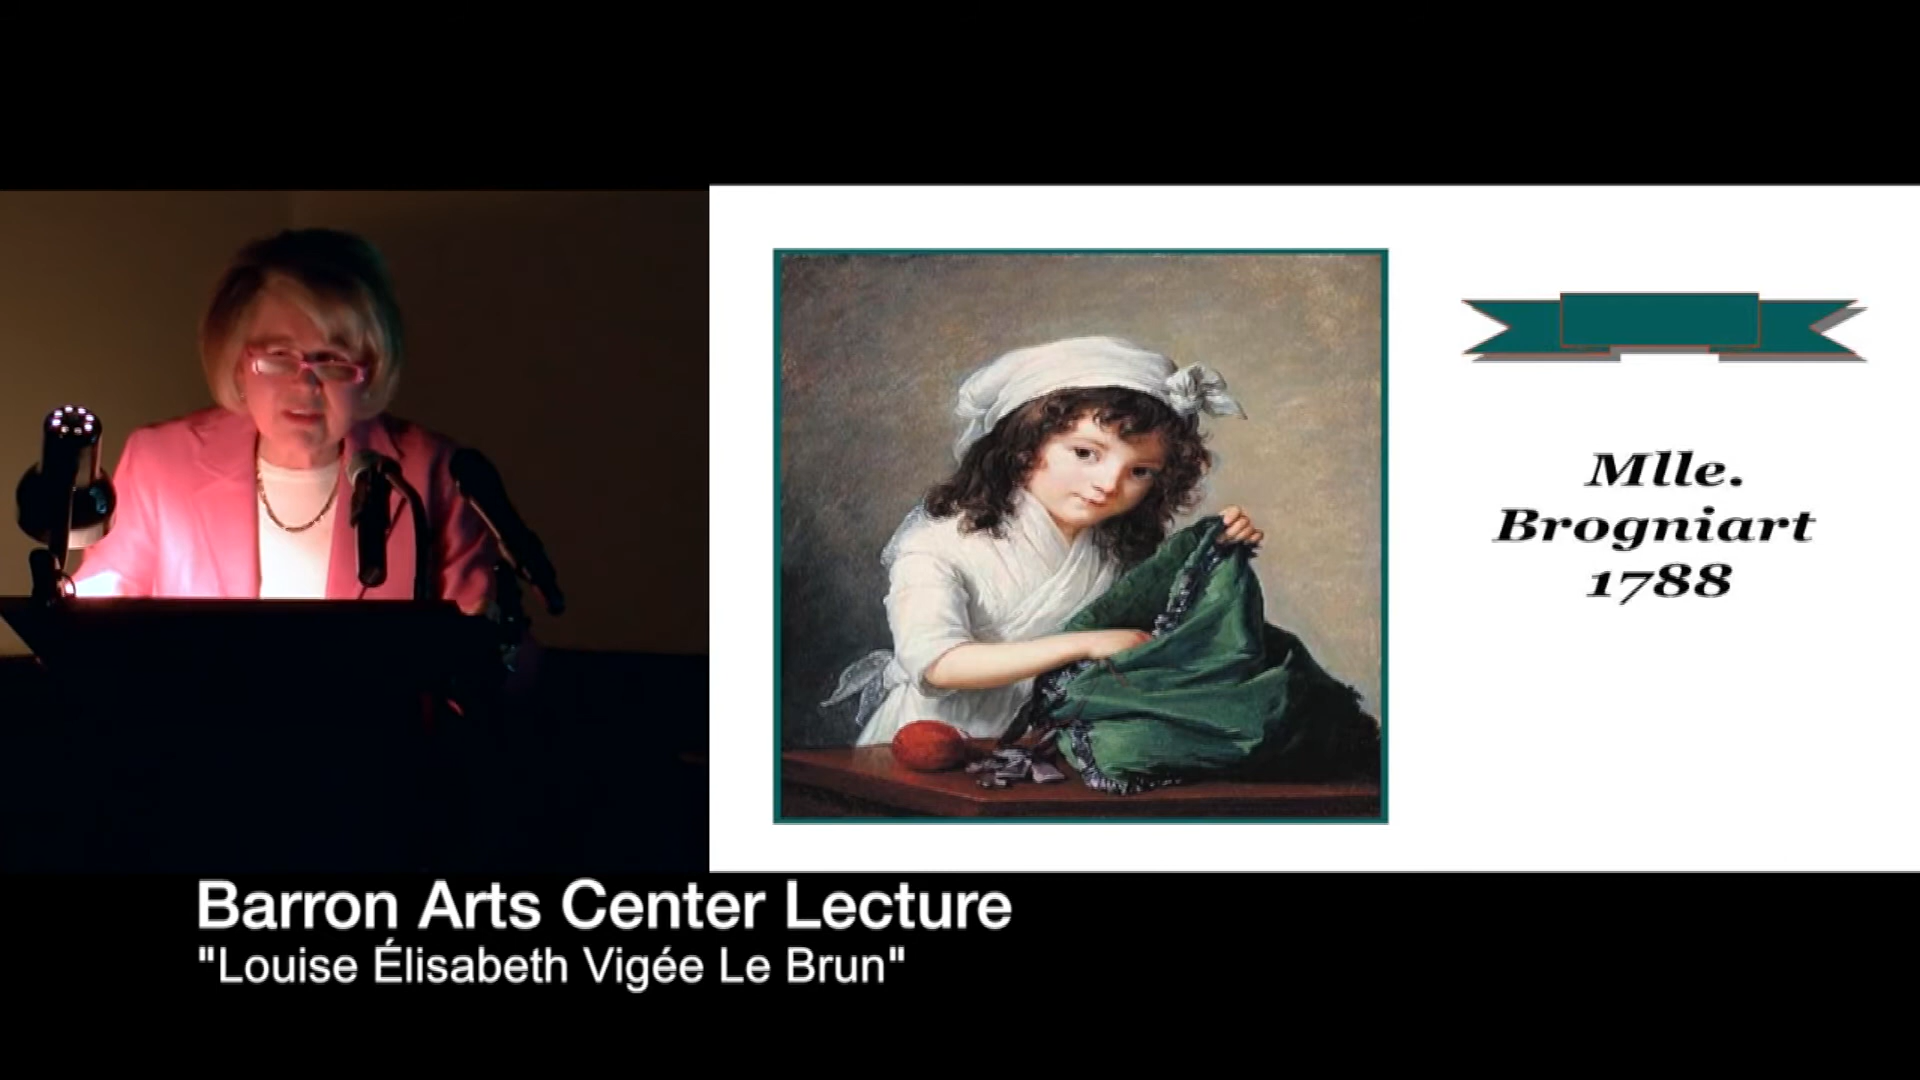 Mlle.
Brogniart
1788
Barron Arts Center Lecture
"Louise Élisabeth Vigée Le Brun"